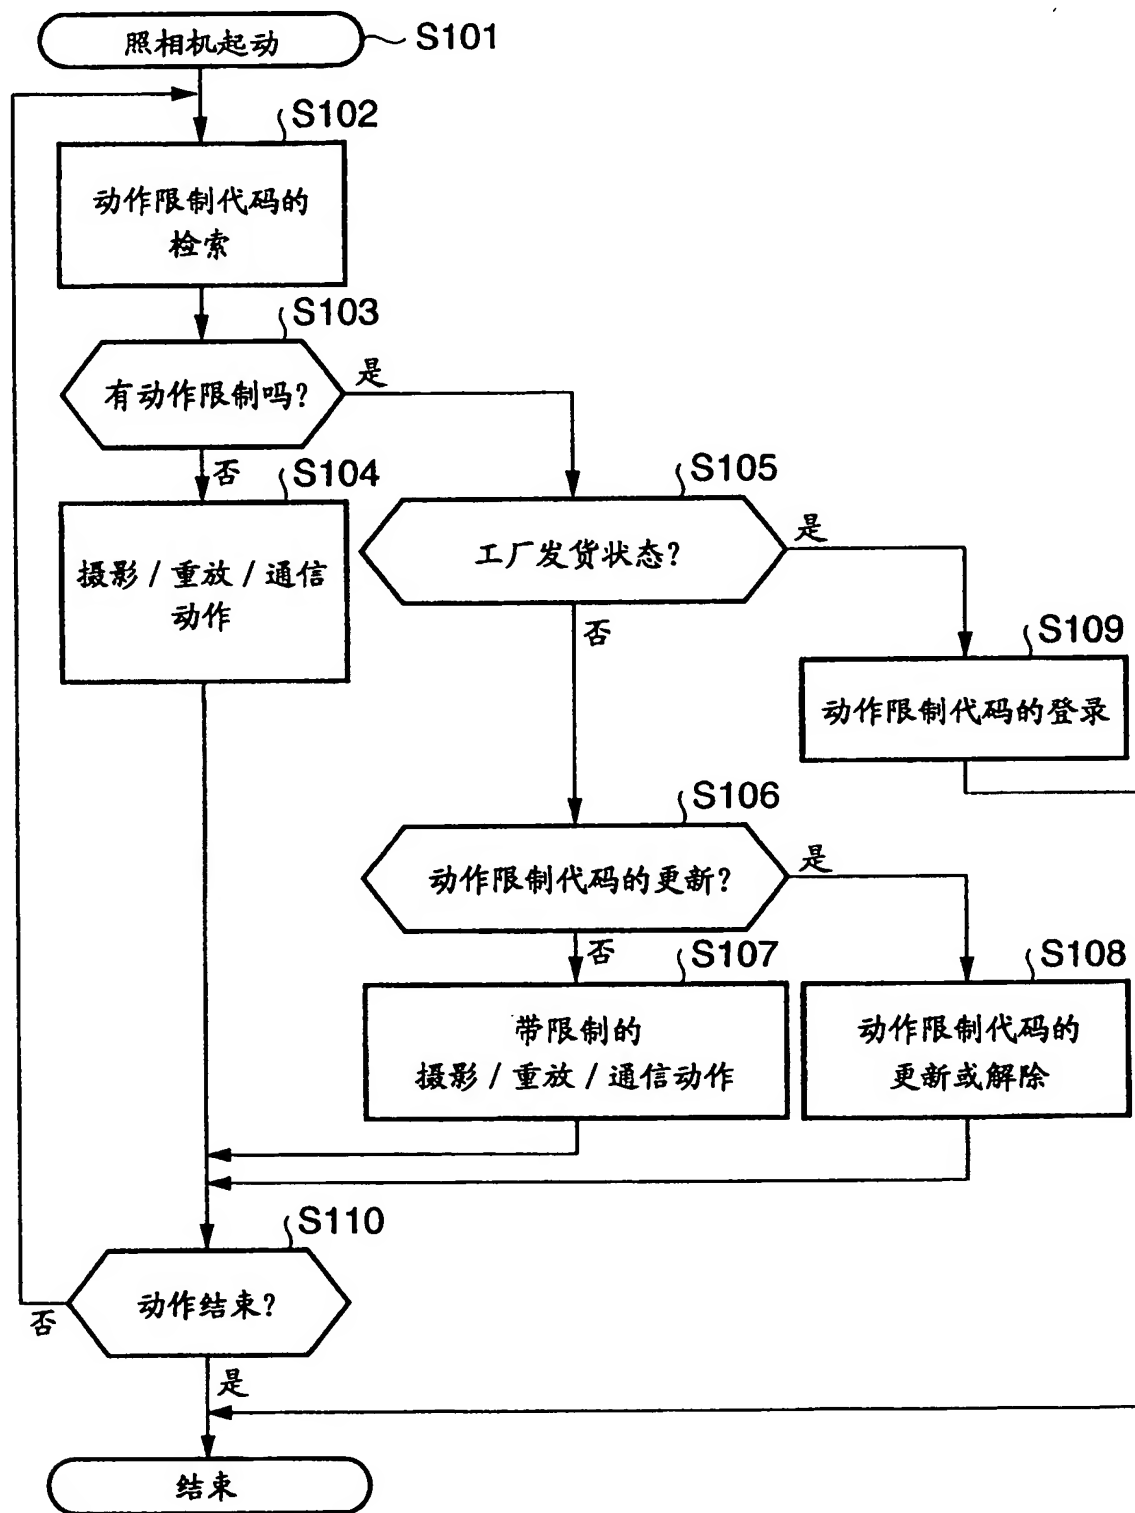 照相机起动
S101
S102
动作限制代码的
检索
S103
有动作限制吗?
是
否
S104
摄影/重放/通信
动作
S105
工厂发货状态?
是
否
S109
动作限制代码的登录
S106
动作限制代码的更新?
是
否
S107
带限制的
摄影/重放/通信动作
S108
动作限制代码的
更新或解除
S110
动作结束?
否
是
结束